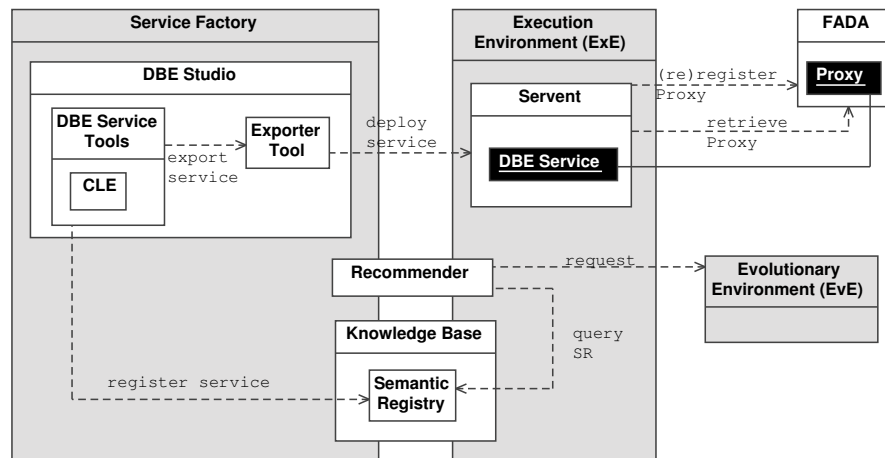 Service Factory
Execution
Environment (ExE)
FADA
DBE Studio
Servent
(re)register
Proxy
Proxy
DBE Service
Tools
Exporter
Tool
export
service
deploy
service
retrieve
Proxy
DBE Service
CLE
Recommender
request
Evolutionary
Environment (EvE)
Knowledge Base
query
SR
register service
Semantic
Registry